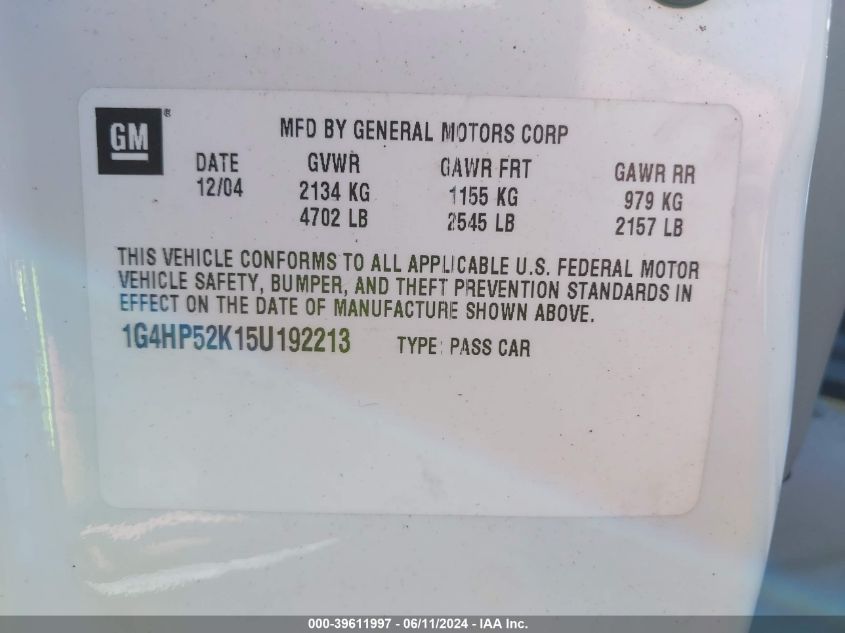 GM®
MFD BY GENERAL MOTORS CORP
DATE GVWR GAWR FRT GAWR RR
12/04 2134 KG 1155 KG 979 KG
4702 LB 2545 LB 2157 LB
THIS VEHICLE CONFORMS TO ALL APPLICABLE U.S. FEDERAL MOTOR
VEHICLE SAFETY, BUMPER, AND THEFT PREVENTION STANDARDS IN
EFFECT ON THE DATE OF MANUFACTURE SHOWN ABOVE.
1G4HP52K15U192213 TYPE: PASS CAR
000-39611997 - 06/11/2024 - IAA Inc.